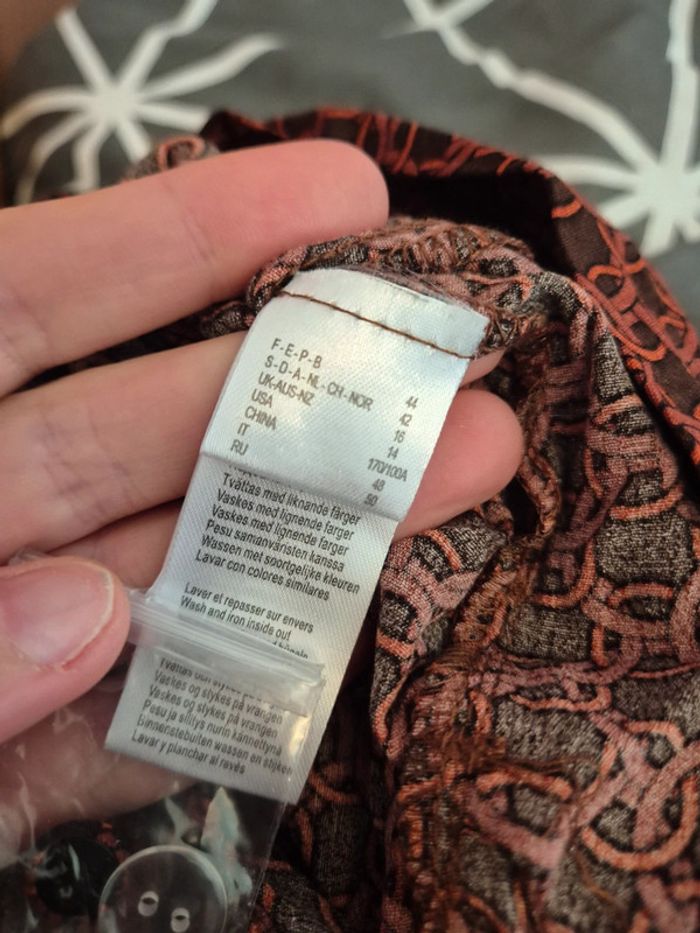 F-E-P-B 44
S-D-A-NL-CH-NOR 42
UK-AUS-NZ 16
USA 14
CHINA 170/100A
IT 48
RU 50
Tvättas med liknande färger
Vaskes med lignende farger
Vaskes med lignende farger
Pesu samanväristen kanssa
Wassen met soortgelijke kleuren
Lavar con colores similares
Laver et repasser sur envers
Wash and iron inside out
Vaskes og stykes på vrangen
Vaskes og stykes på vrangen
Pesu ja silitys nurin kännettynä
Binnenstebuiten wassen en strijken
Lavar y planchar al revés